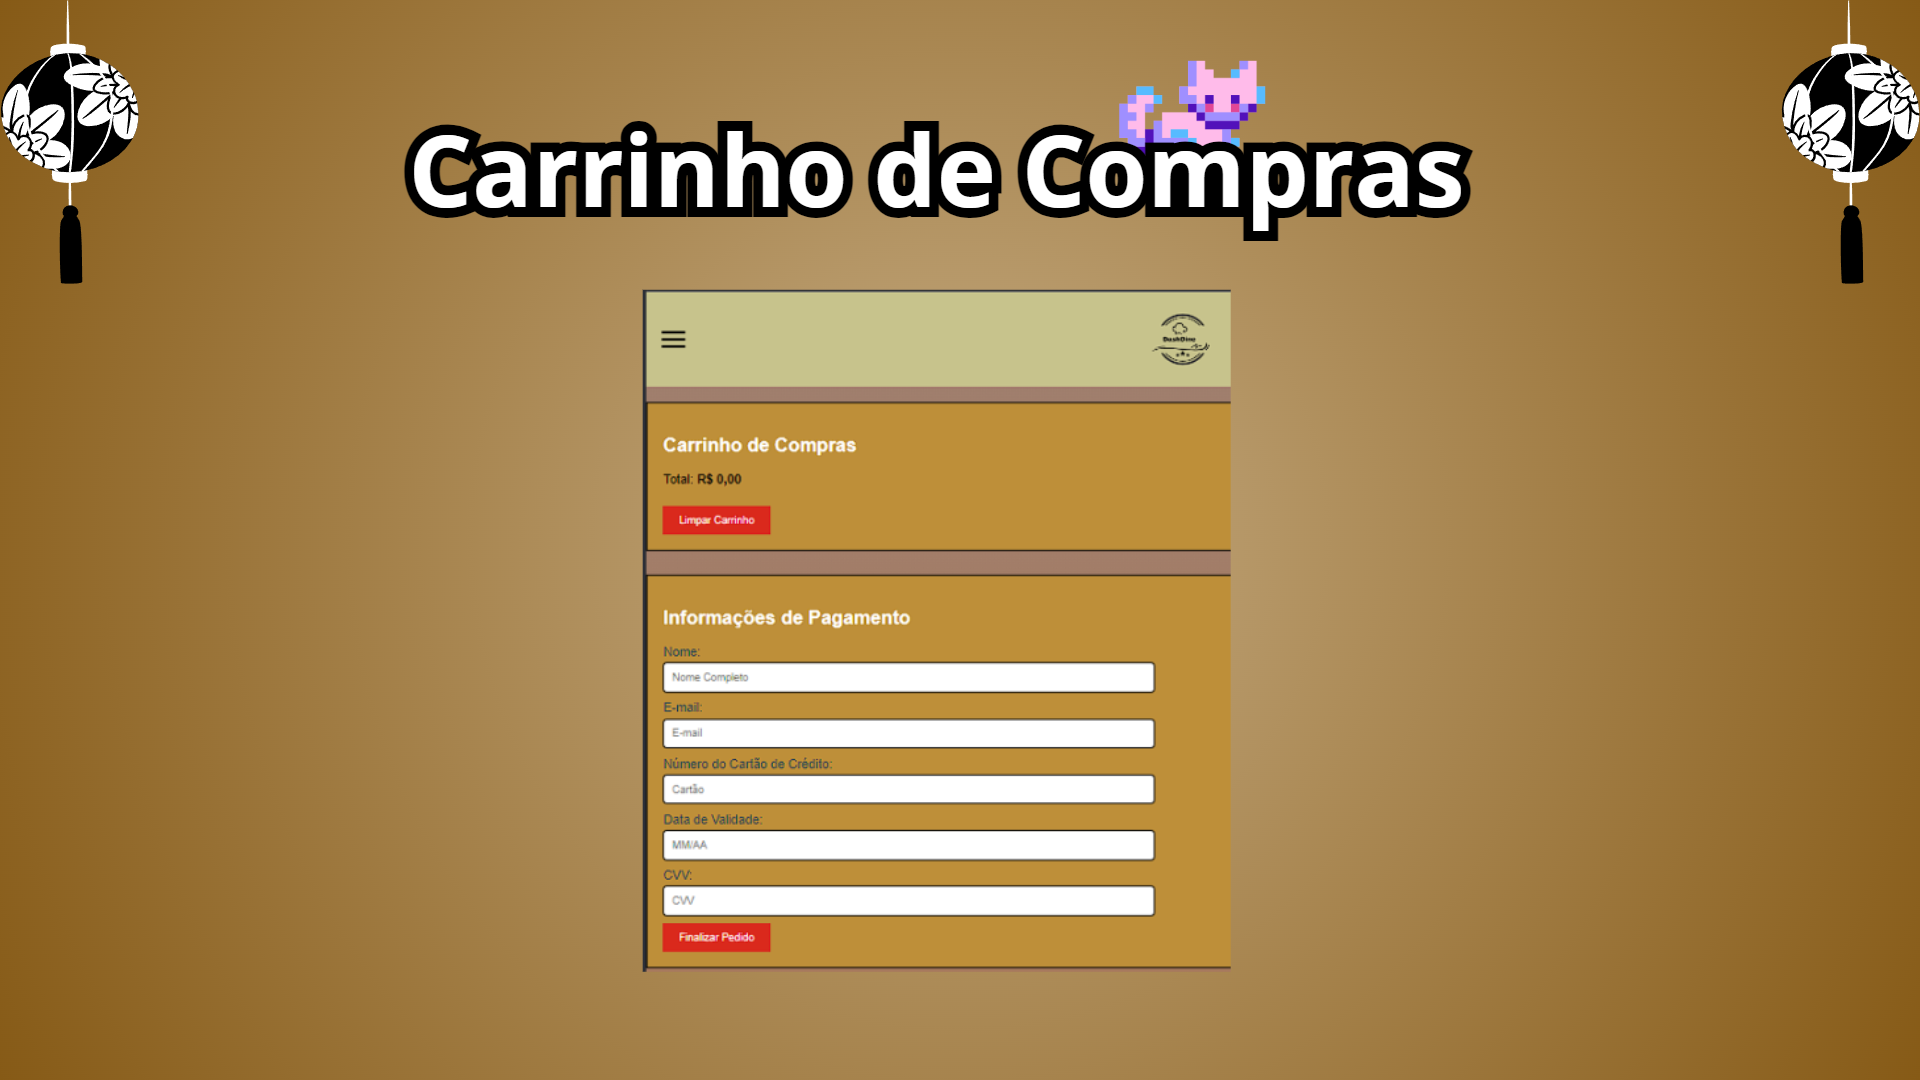 Carrinho de Compras
DashDine
Carrinho de Compras
Total: R$ 0,00
Limpar Carrinho
Informações de Pagamento
Nome:
Nome Completo
E-mail:
E-mail
Número do Cartão de Crédito:
Cartão
Data de Validade:
MM/AA
CVV:
CVV
Finalizar Pedido